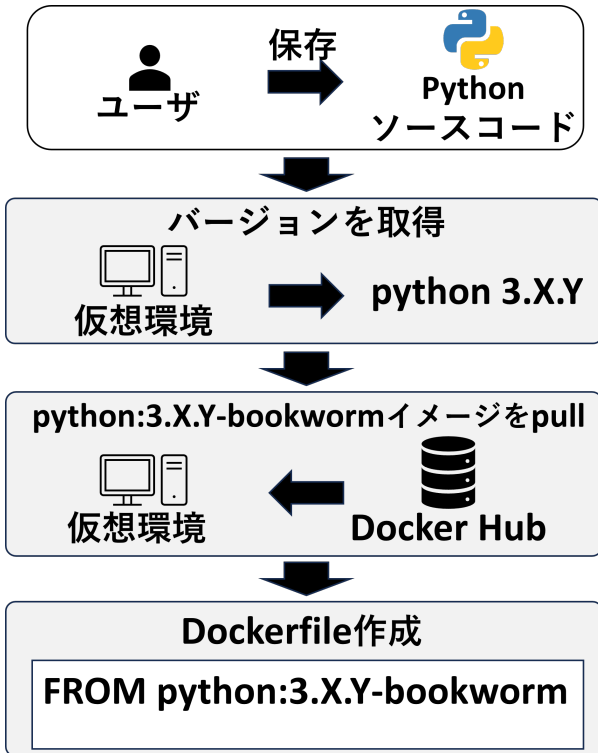 保存
ユーザ
Python
ソースコード
バージョンを取得
仮想環境
python 3.X.Y
python:3.X.Y-bookwormイメージをpull
仮想環境
Docker Hub
Dockerfile作成
FROM python:3.X.Y-bookworm